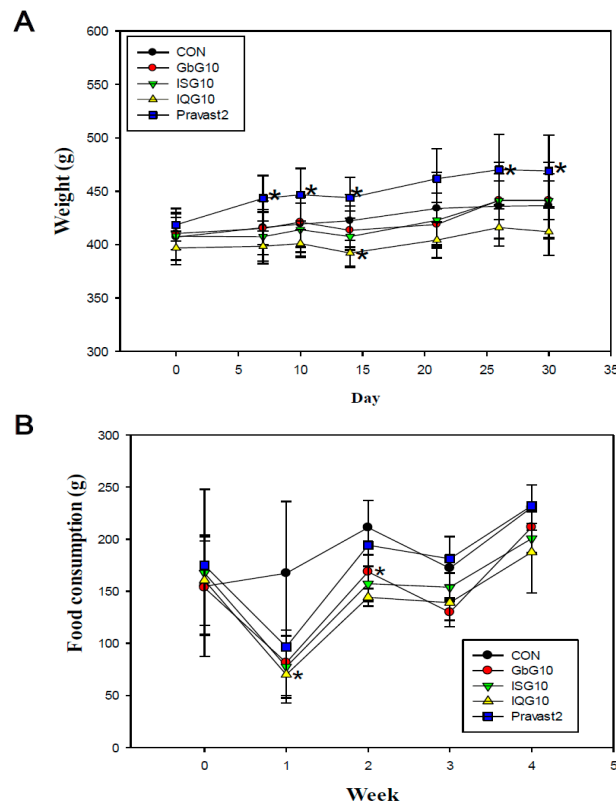 A
600
550
500
450
400
350
300
Weight (g)
CON
GbG10
ISG10
IQG10
Pravast2
*
*
*
*
*
*
0
5
10
15
20
25
30
35
Day
B
300
250
200
150
100
50
0
Food consumption (g)
*
*
CON
GbG10
ISG10
IQG10
Pravast2
0
1
2
3
4
5
Week